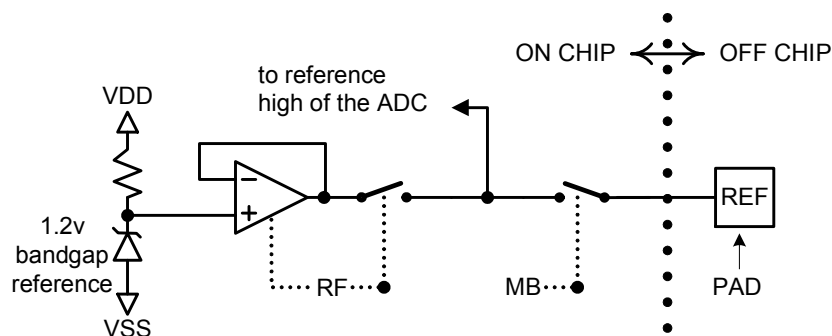 ON CHIP
OFF CHIP
to reference
high of the ADC
VDD
−
+
REF
1.2v
bandgap
reference
RF
MB
PAD
VSS